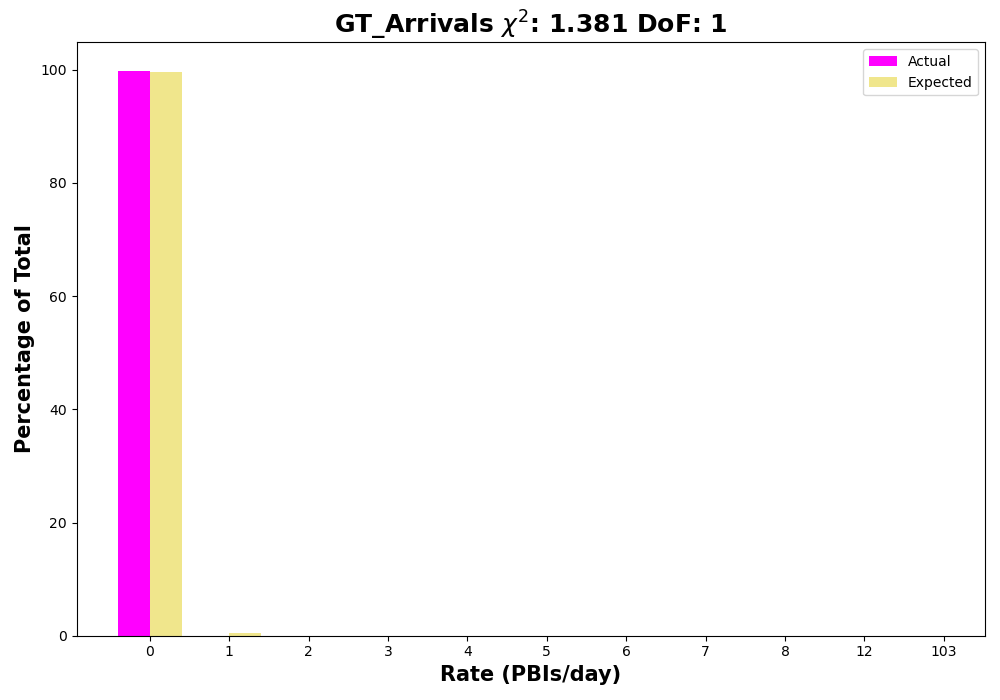 GT_Arrivals χ²: 1.381 DoF: 1
Actual
Expected
Percentage of Total
100
80
60
40
20
0
0 1 2 3 4 5 6 7 8 12 103
Rate (PBIs/day)